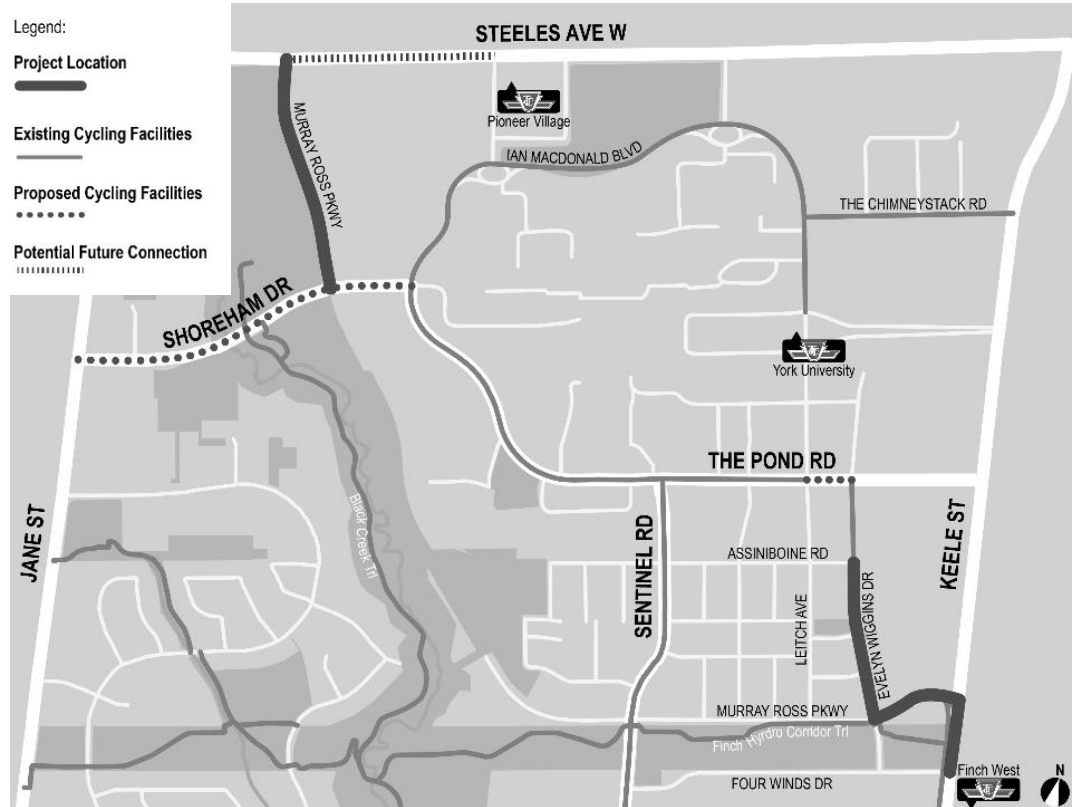 Legend:
Project Location
Existing Cycling Facilities
Proposed Cycling Facilities
Potential Future Connection
STEELES AVE W
Pioneer Village
MURRAY ROSS PKWY
IAN MACDONALD BLVD
THE CHIMNEYSTACK RD
SHOREHAM DR
York University
THE POND RD
JANE ST
Black Creek Trl
SENTINEL RD
ASSINIBOINE RD
LEITCH AVE
EVELYN WIGGINS DR
KEELE ST
MURRAY ROSS PKWY
Finch Hyrdro Corridor Trl
FOUR WINDS DR
Finch West
N